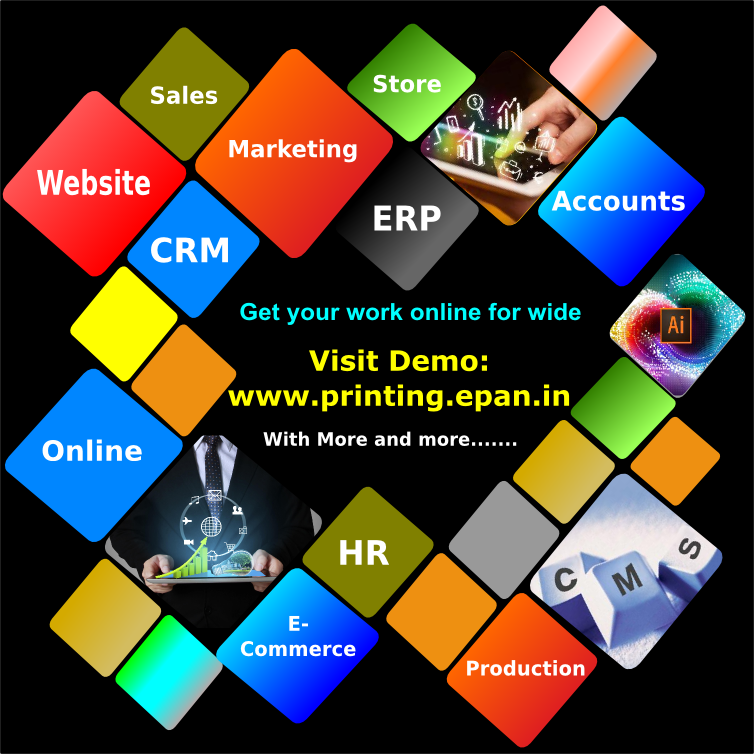 Sales
Store
Marketing
Website
Accounts
ERP
CRM
Get your work online for wide
Ai
Visit Demo:
www.printing.epan.in
With More and more.......
Online
HR
C M S
E-
Commerce
Production